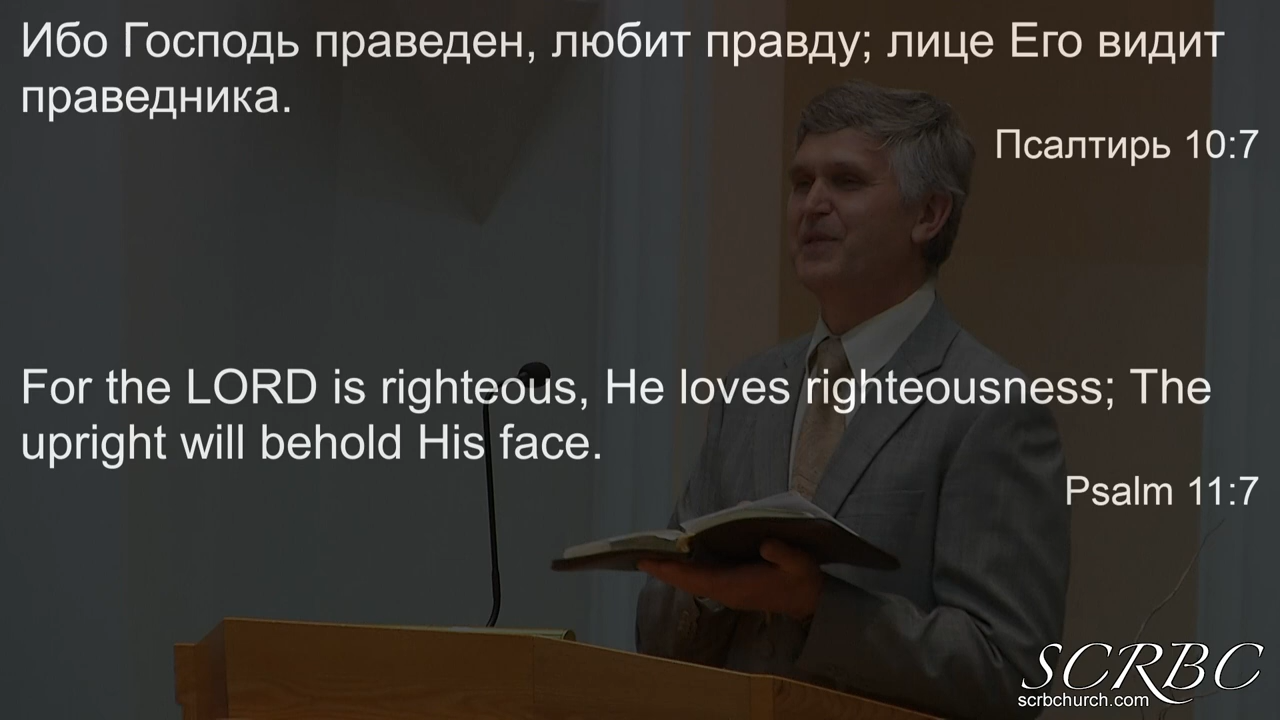 Ибо Господь праведен, любит правду; лице Его видит
праведника.
Псалтирь 10:7
For the LORD is righteous, He loves righteousness; The
upright will behold His face.
Psalm 11:7
SCRBC
scrbchurch.com